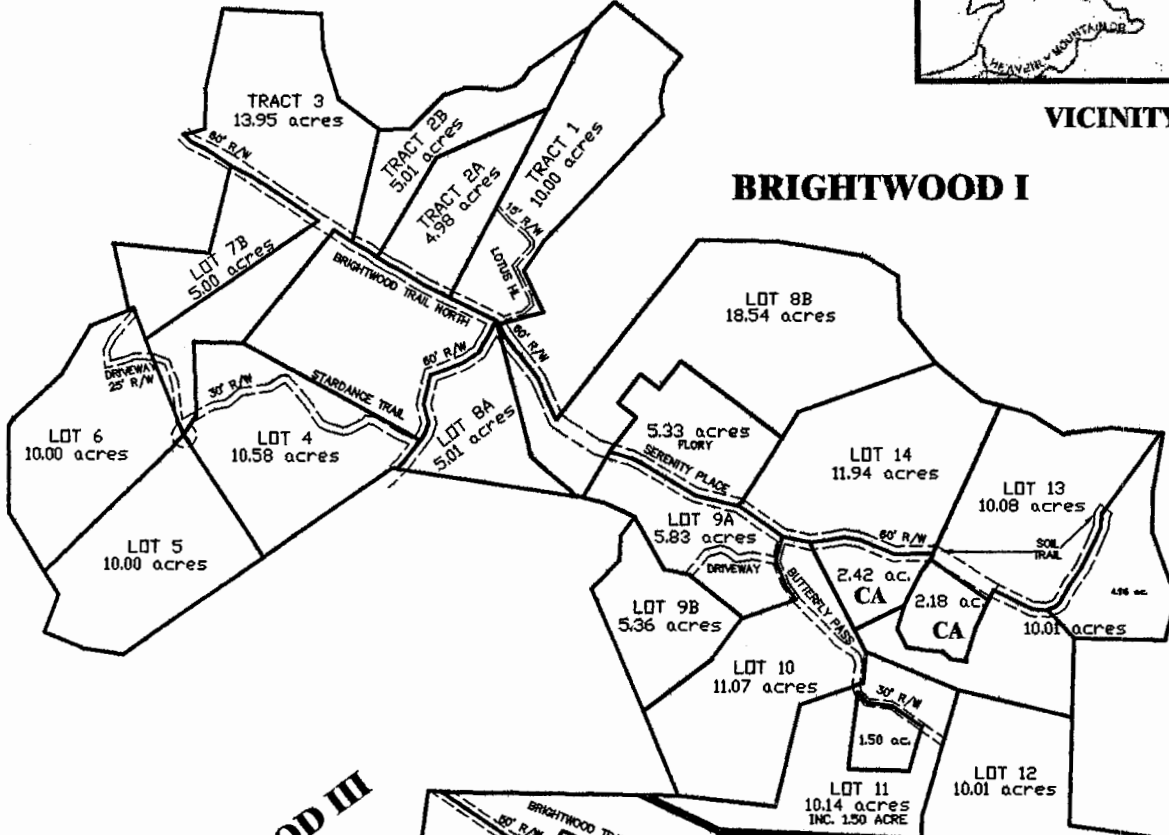 HEAVENLY MOUNTAIN DR
VICINITY
BRIGHTWOOD I
TRACT 3
13.95 acres
60' R/W
TRACT 2B
5.01 acres
TRACT 2A
4.98 acres
TRACT 1
10.00 acres
15' R/W
LOTUS HL
LOT 7B
5.00 acres
BRIGHTWOOD TRAIL NORTH
60' R/W
60' R/W
LOT 8B
18.54 acres
DRIVEWAY
25' R/W
30' R/W
STARDANCE TRAIL
LOT 6
10.00 acres
LOT 4
10.58 acres
LOT 8A
5.01 acres
5.33 acres
FLORY
SERENITY PLACE
LOT 14
11.94 acres
LOT 13
10.08 acres
LOT 5
10.00 acres
LOT 9A
5.83 acres
60' R/W
SOIL
TRAIL
DRIVEWAY
BUTTERFLY PASS
2.42 ac.
CA
2.18 ac.
CA
10.01 acres
LOT 9B
5.36 acres
LOT 10
11.07 acres
30' R/W
1.50 ac.
LOT 11
10.14 acres
INC. 1.50 ACRE
LOT 12
10.01 acres
OD III
BRIGHTWOOD TRA
60' R/W